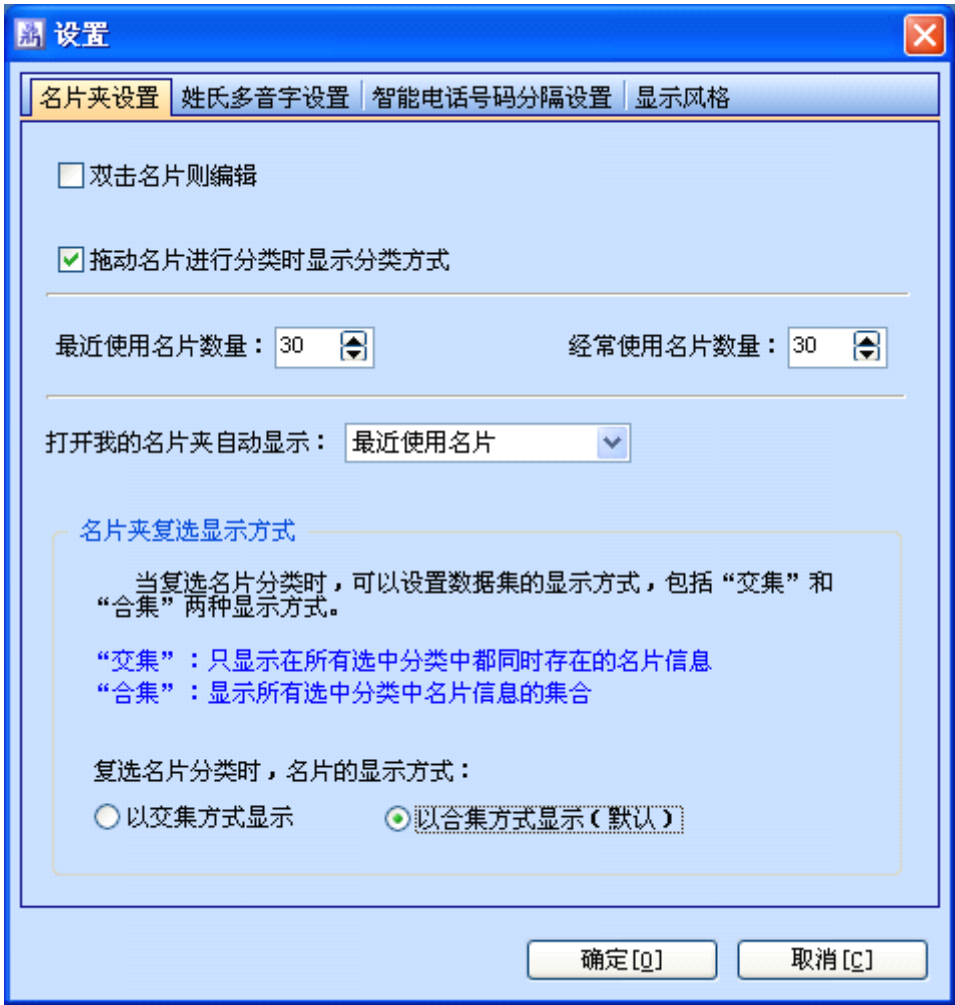 设置
名片夹设置 姓氏多音字设置 智能电话号码分隔设置 显示风格
双击名片则编辑
拖动名片进行分类时显示分类方式
最近使用名片数量：30 经常使用名片数量：30
打开我的名片夹自动显示： 最近使用名片
名片夹复选显示方式
当复选名片分类时，可以设置数据集的显示方式，包括“交集”和
“合集”两种显示方式。
“交集”：只显示在所有选中分类中都同时存在的名片信息
“合集”：显示所有选中分类中名片信息的集合
复选名片分类时，名片的显示方式：
以交集方式显示 以合集方式显示(默认)
确定[O] 取消[C]